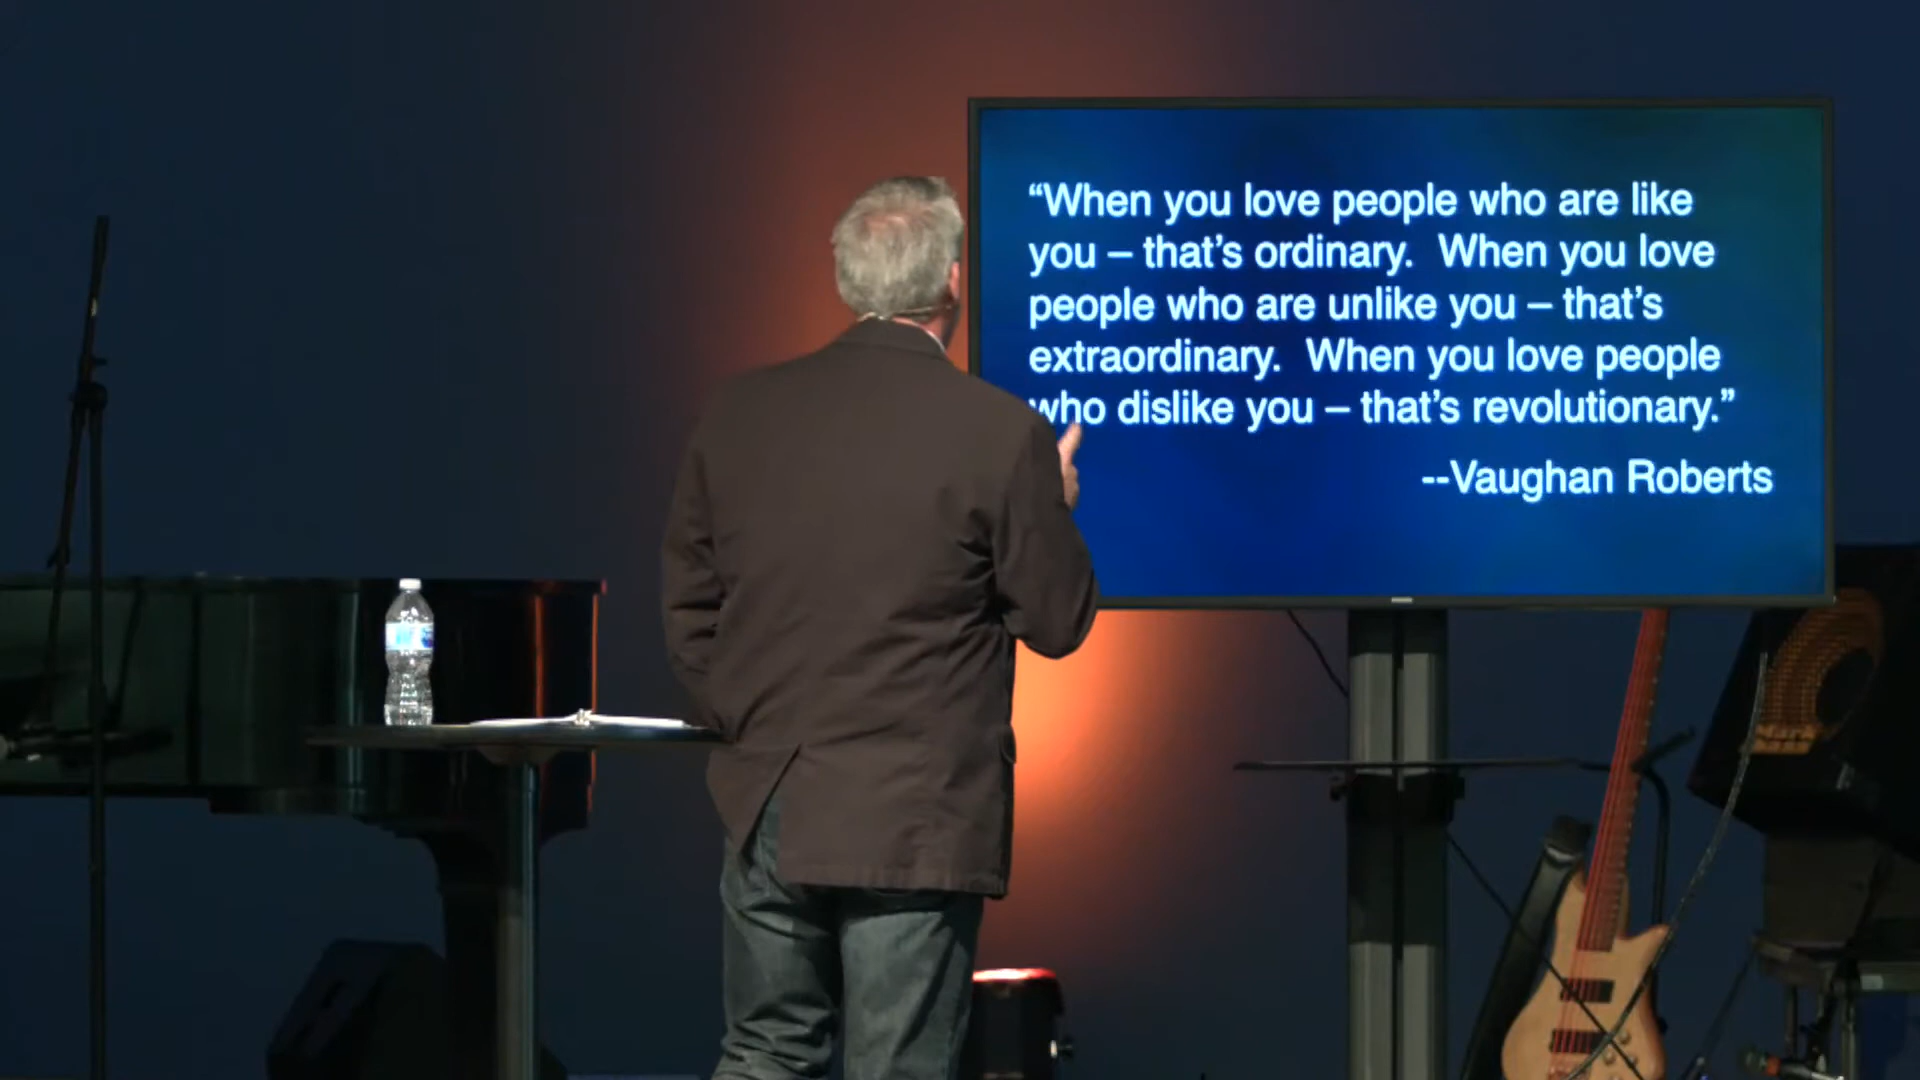 “When you love people who are like
you – that’s ordinary.  When you love
people who are unlike you – that’s
extraordinary.  When you love people
who dislike you – that’s revolutionary.”
--Vaughan Roberts